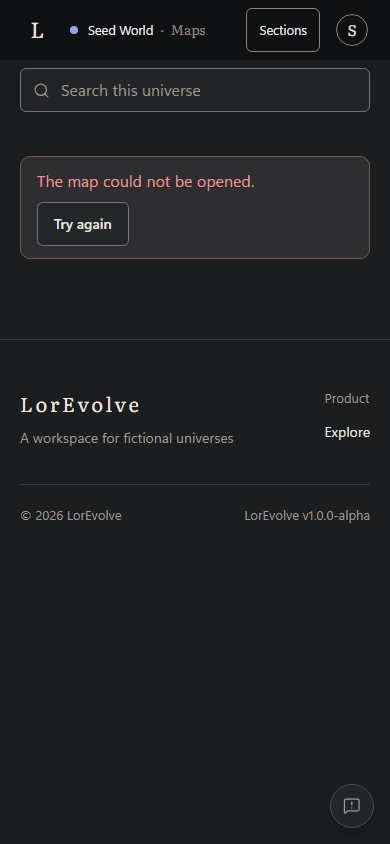 L
Seed World · Maps
Sections
S
Search this universe
The map could not be opened.
Try again
LorEvolve
A workspace for fictional universes
Product
Explore
© 2026 LorEvolve
LorEvolve v1.0.0-alpha